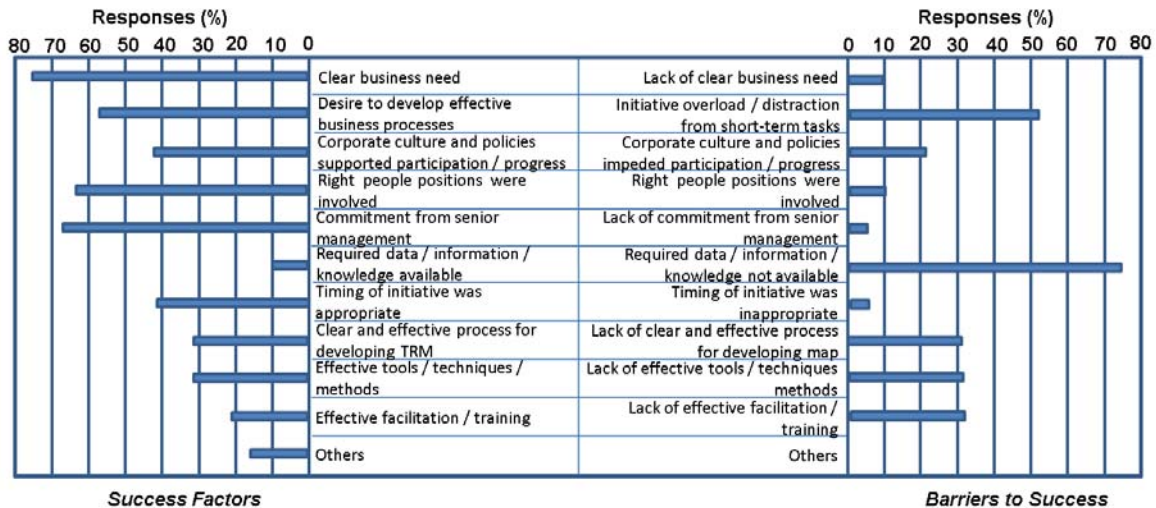 Responses (%)
80 70 60 50 40 30 20 10 0
Clear business need
Desire to develop effective
business processes
Corporate culture and policies
supported participation / progress
Right people positions were
involved
Commitment from senior
management
Required data / information /
knowledge available
Timing of initiative was
appropriate
Clear and effective process for
developing TRM
Effective tools / techniques /
methods
Effective facilitation / training
Others
Success Factors
Responses (%)
0 10 20 30 40 50 60 70 80
Lack of clear business need
Initiative overload / distraction
from short-term tasks
Corporate culture and policies
impeded participation / progress
Right people positions were
involved
Lack of commitment from senior
management
Required data / information /
knowledge not available
Timing of initiative was
inappropriate
Lack of clear and effective process
for developing map
Lack of effective tools / techniques
methods
Lack of effective facilitation /
training
Others
Barriers to Success